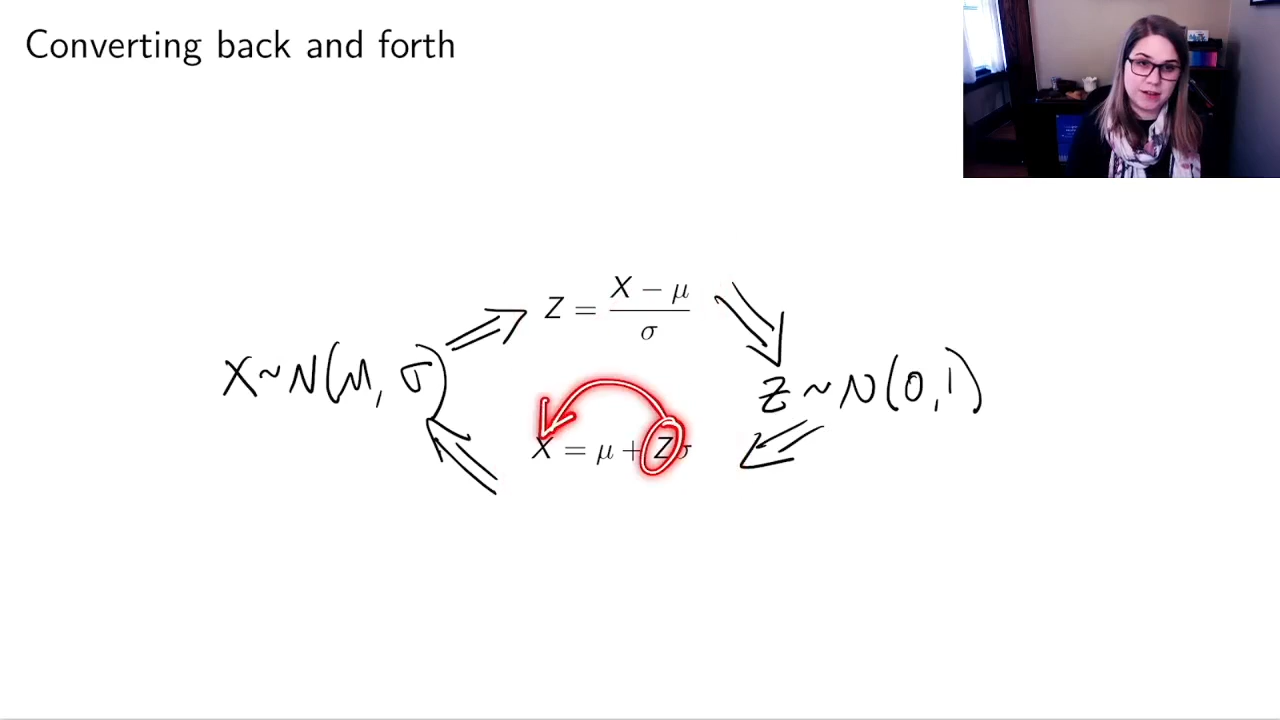 Converting back and forth
Z = (X − μ)/σ
X ~ N(μ, σ)
Z ~ N(0, 1)
X = μ + Zσ